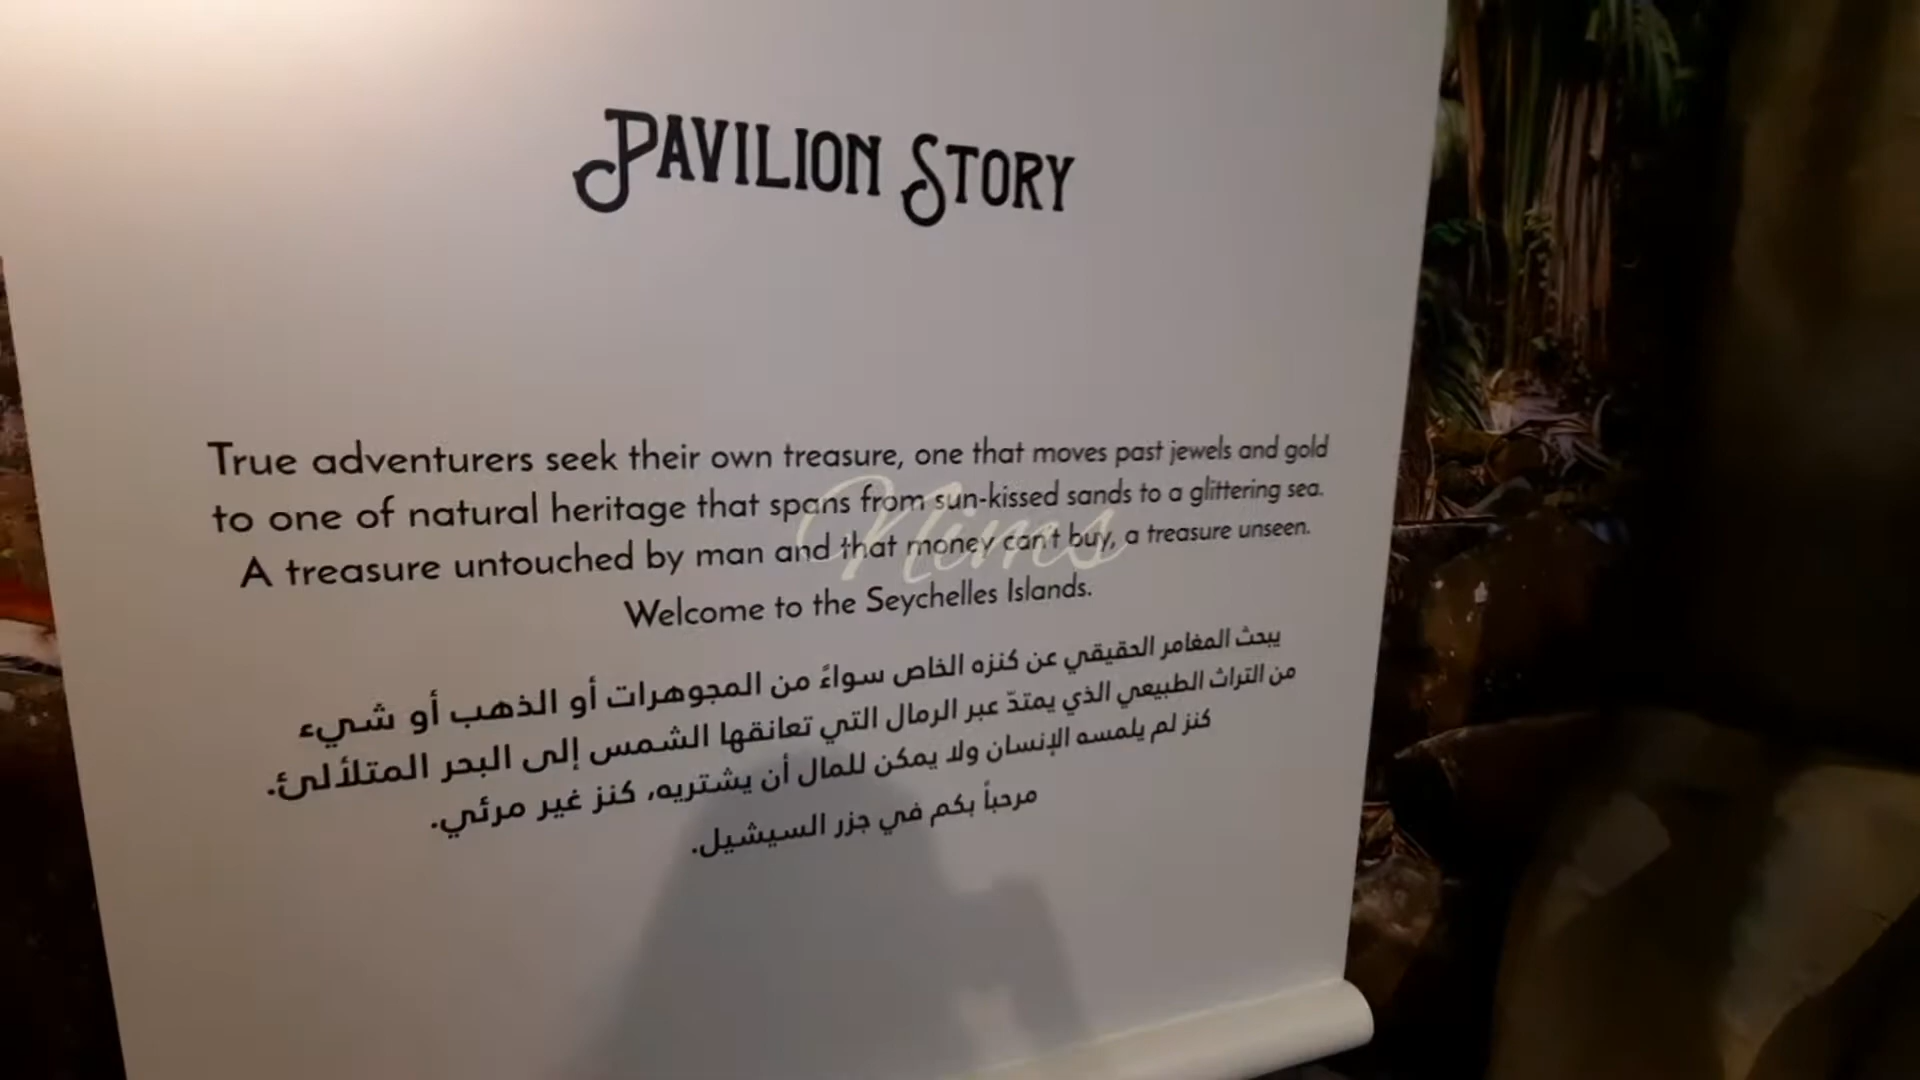 PAVILION STORY
True adventurers seek their own treasure, one that moves past jewels and gold
to one of natural heritage that spans from sun-kissed sands to a glittering sea.
A treasure untouched by man and that money can't buy, a treasure unseen.
Welcome to the Seychelles Islands.
Nims
يبحث المغامر الحقيقي عن كنزه الخاص سواءً من المجوهرات أو الذهب أو شيء
من التراث الطبيعي الذي يمتدّ عبر الرمال التي تعانقها الشمس إلى البحر المتلألئ.
كنز لم يلمسه الإنسان ولا يمكن للمال أن يشتريه، كنز غير مرئي.
مرحباً بكم في جزر السيشيل.